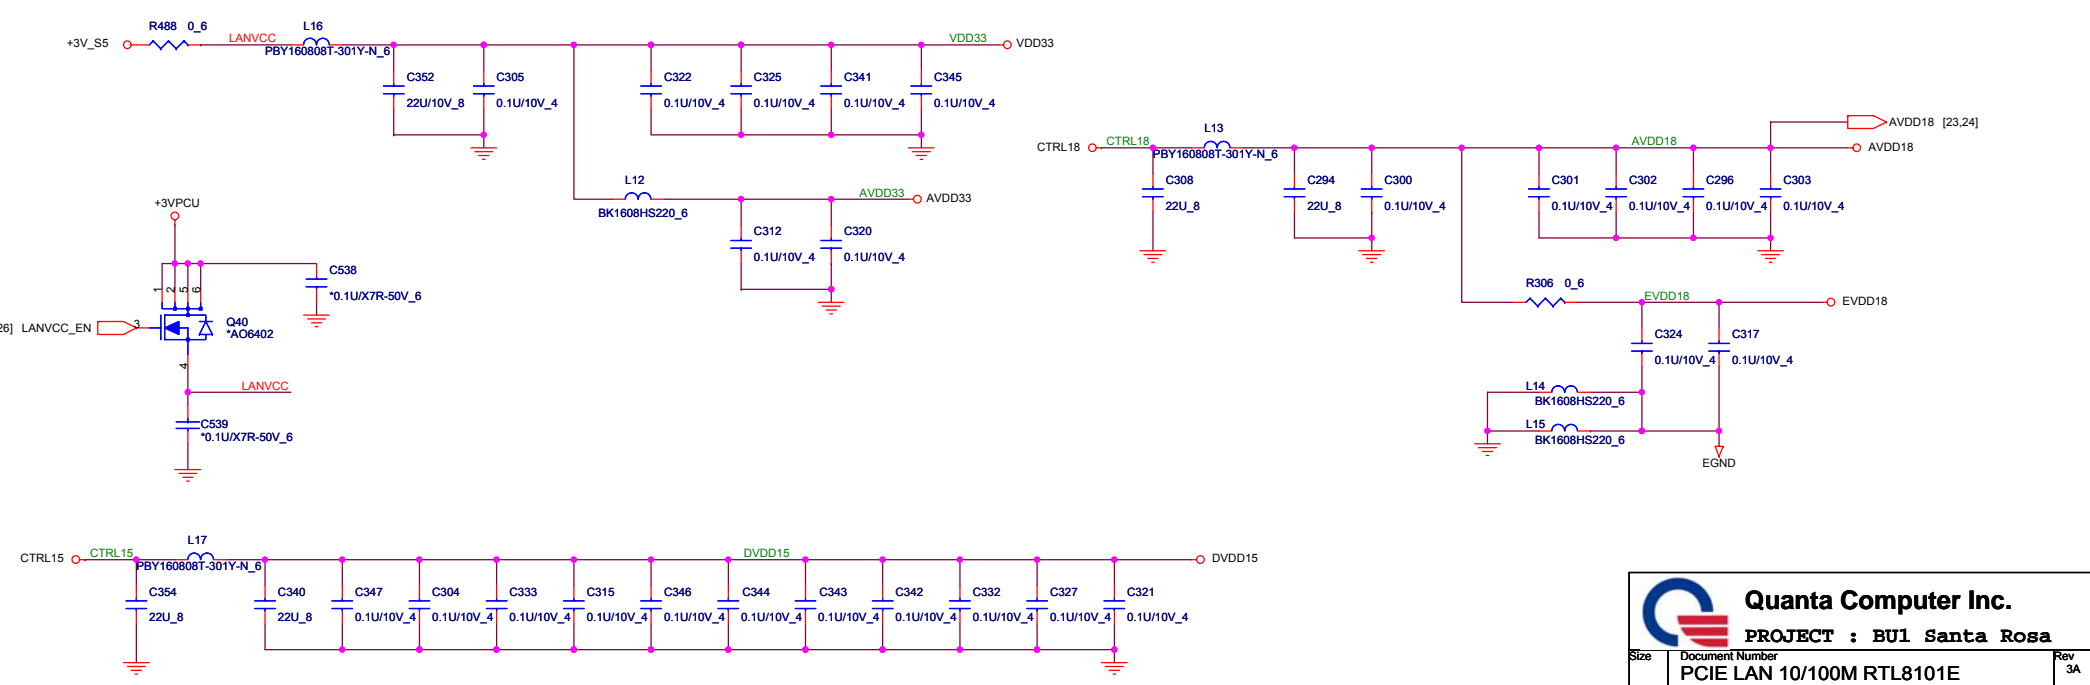 R488 0_6
L16
+3V_S5
LANVCC
PBY160808T-301Y-N_6
VDD33
VDD33
C352
22U/10V_8
C305
0.1U/10V_4
C322
0.1U/10V_4
C325
0.1U/10V_4
C341
0.1U/10V_4
C345
0.1U/10V_4
L12
BK1608HS220_6
AVDD33
AVDD33
C312
0.1U/10V_4
C320
0.1U/10V_4
+3VPCU
1
2
5
6
C538
*0.1U/X7R-50V_6
26] LANVCC_EN
3
Q40
*AO6402
4
LANVCC
C539
*0.1U/X7R-50V_6
CTRL18
CTRL18
L13
PBY160808T-301Y-N_6
AVDD18
AVDD18 [23,24]
AVDD18
C308
22U_8
C294
22U_8
C300
0.1U/10V_4
C301
0.1U/10V_4
C302
0.1U/10V_4
C296
0.1U/10V_4
C303
0.1U/10V_4
R306 0_6
EVDD18
EVDD18
C324
0.1U/10V_4
C317
0.1U/10V_4
L14
BK1608HS220_6
L15
BK1608HS220_6
EGND
CTRL15
CTRL15
L17
PBY160808T-301Y-N_6
DVDD15
DVDD15
C354
22U_8
C340
22U_8
C347
0.1U/10V_4
C304
0.1U/10V_4
C333
0.1U/10V_4
C315
0.1U/10V_4
C346
0.1U/10V_4
C344
0.1U/10V_4
C343
0.1U/10V_4
C342
0.1U/10V_4
C332
0.1U/10V_4
C327
0.1U/10V_4
C321
0.1U/10V_4
Quanta Computer Inc.
PROJECT : BU1 Santa Rosa
Size
Document Number
Rev
PCIE LAN 10/100M RTL8101E
3A